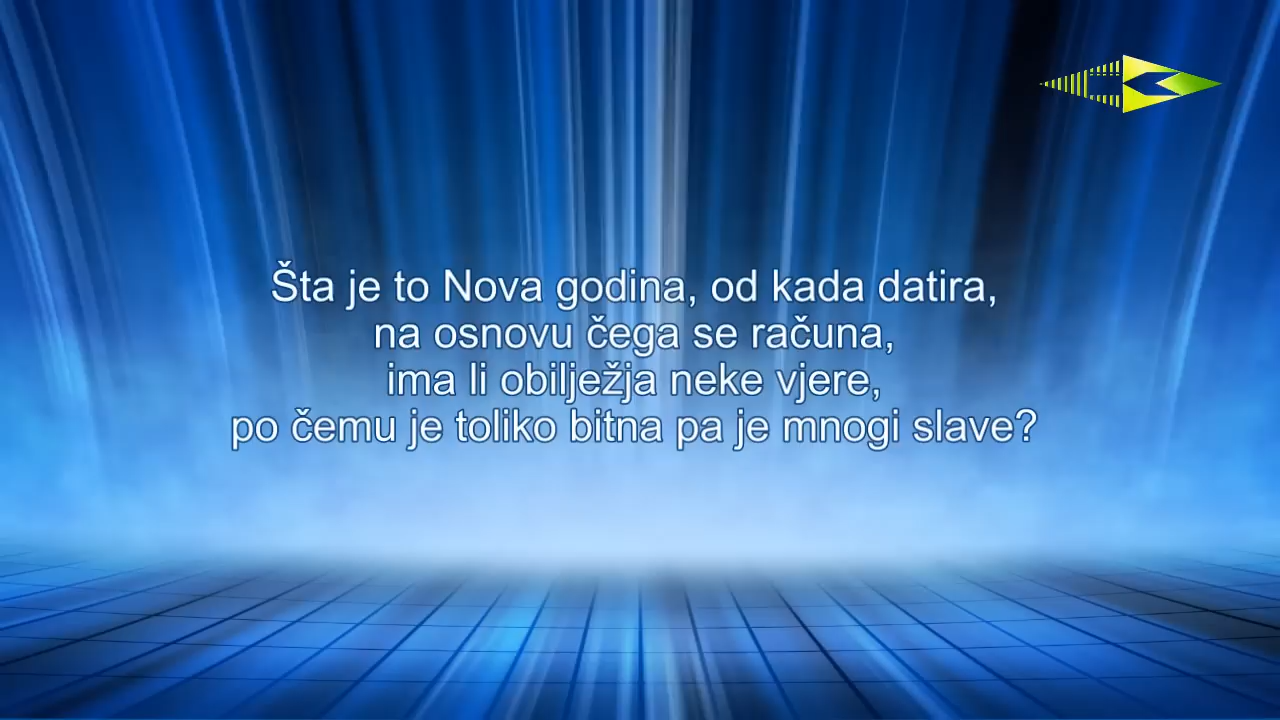 Šta je to Nova godina, od kada datira,
na osnovu čega se računa,
ima li obilježja neke vjere,
po čemu je toliko bitna pa je mnogi slave?